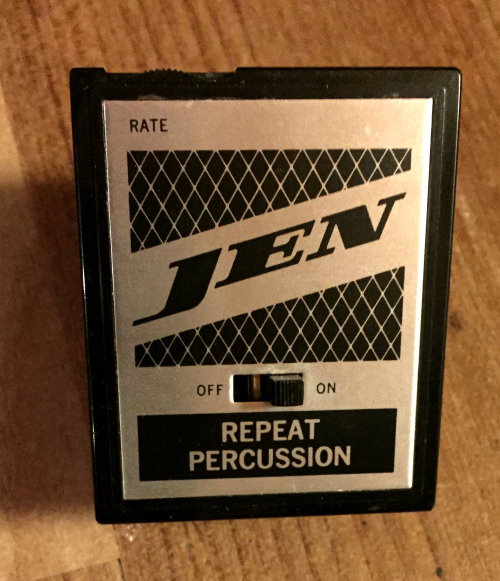 RATE
JEN
OFF ON
REPEAT
PERCUSSION